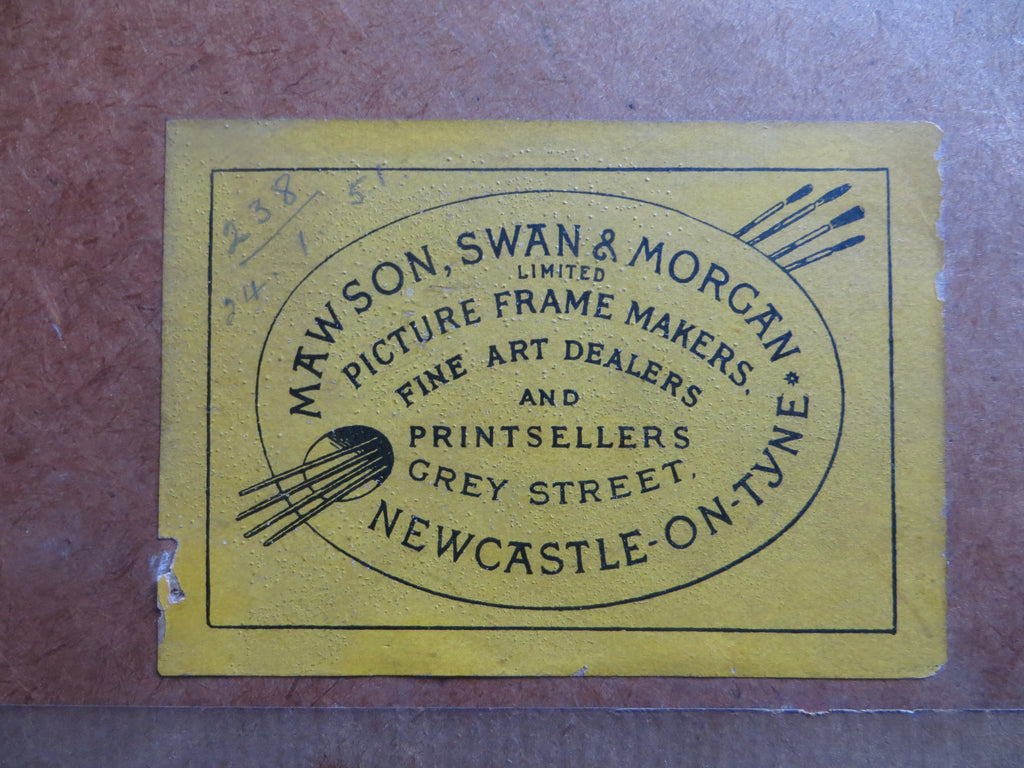 238 51
1
24
MAWSON, SWAN & MORGAN
LIMITED
PICTURE FRAME MAKERS.
FINE ART DEALERS
AND
PRINTSELLERS
GREY STREET.
NEWCASTLE-ON-TYNE